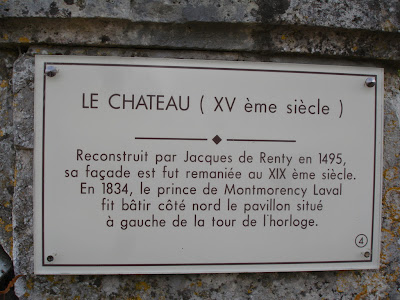 LE CHATEAU ( XV ème siècle )
Reconstruit par Jacques de Renty en 1495,
sa façade est fut remaniée au XIX ème siècle.
En 1834, le prince de Montmorency Laval
fit bâtir côté nord le pavillon situé
à gauche de la tour de l'horloge.
4